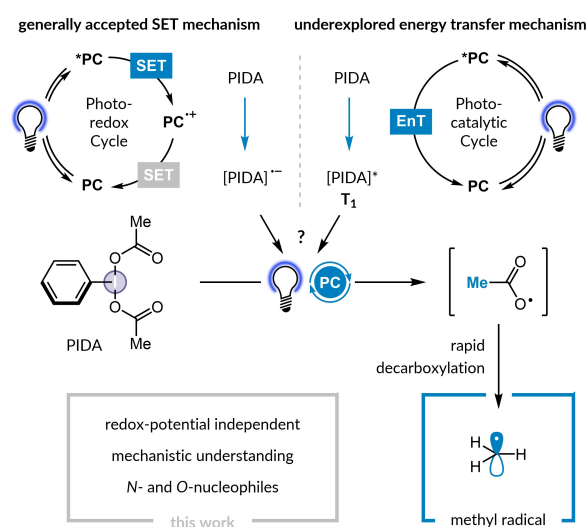 generally accepted SET mechanism
underexplored energy transfer mechanism
*PC
SET
PIDA
PIDA
*PC
Photo-
redox
Cycle
PC•+
EnT
Photo-
catalytic
Cycle
PC
SET
[PIDA]•−
[PIDA]*
T1
PC
?
Me
O
O
I
O
O
Me
PIDA
PC
Me
O
O•
rapid
decarboxylation
redox-potential independent
mechanistic understanding
N- and O-nucleophiles
this work
H
H
H
methyl radical